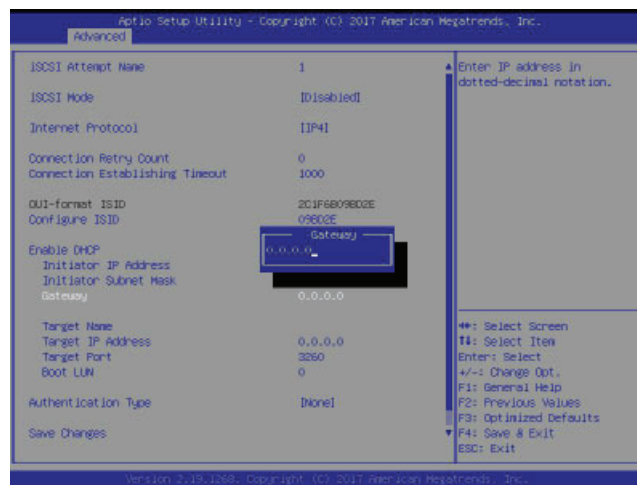 Aptio Setup Utility - Copyright (C) 2017 American Megatrends, Inc.
Advanced
iSCSI Attempt Name 1
iSCSI Mode [Disabled]
Internet Protocol [IP4]
Connection Retry Count 0
Connection Establishing Timeout 1000
OUI-format ISID 2C1F6B09BD2E
Configure ISID 09BD2E
Enable DHCP
Initiator IP Address
Initiator Subnet Mask
Gateway 0.0.0.0
Gateway
0.0.0.0_
Target Name
Target IP Address 0.0.0.0
Target Port 3260
Boot LUN 0
Authentication Type [None]
Save Changes
Enter IP address in
dotted-decimal notation.
→←: Select Screen
↑↓: Select Item
Enter: Select
+/-: Change Opt.
F1: General Help
F2: Previous Values
F3: Optimized Defaults
F4: Save & Exit
ESC: Exit
Version 2.19.1268. Copyright (C) 2017 American Megatrends, Inc.